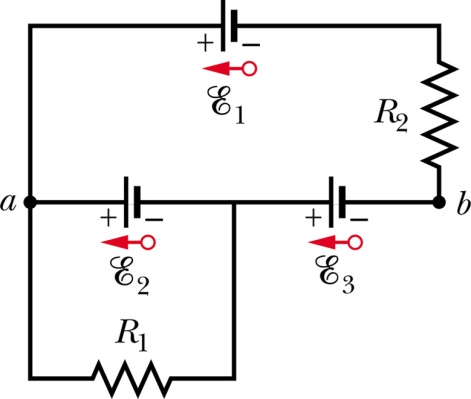 + −
ℰ1
R2
a + − + − b
ℰ2 ℰ3
R1